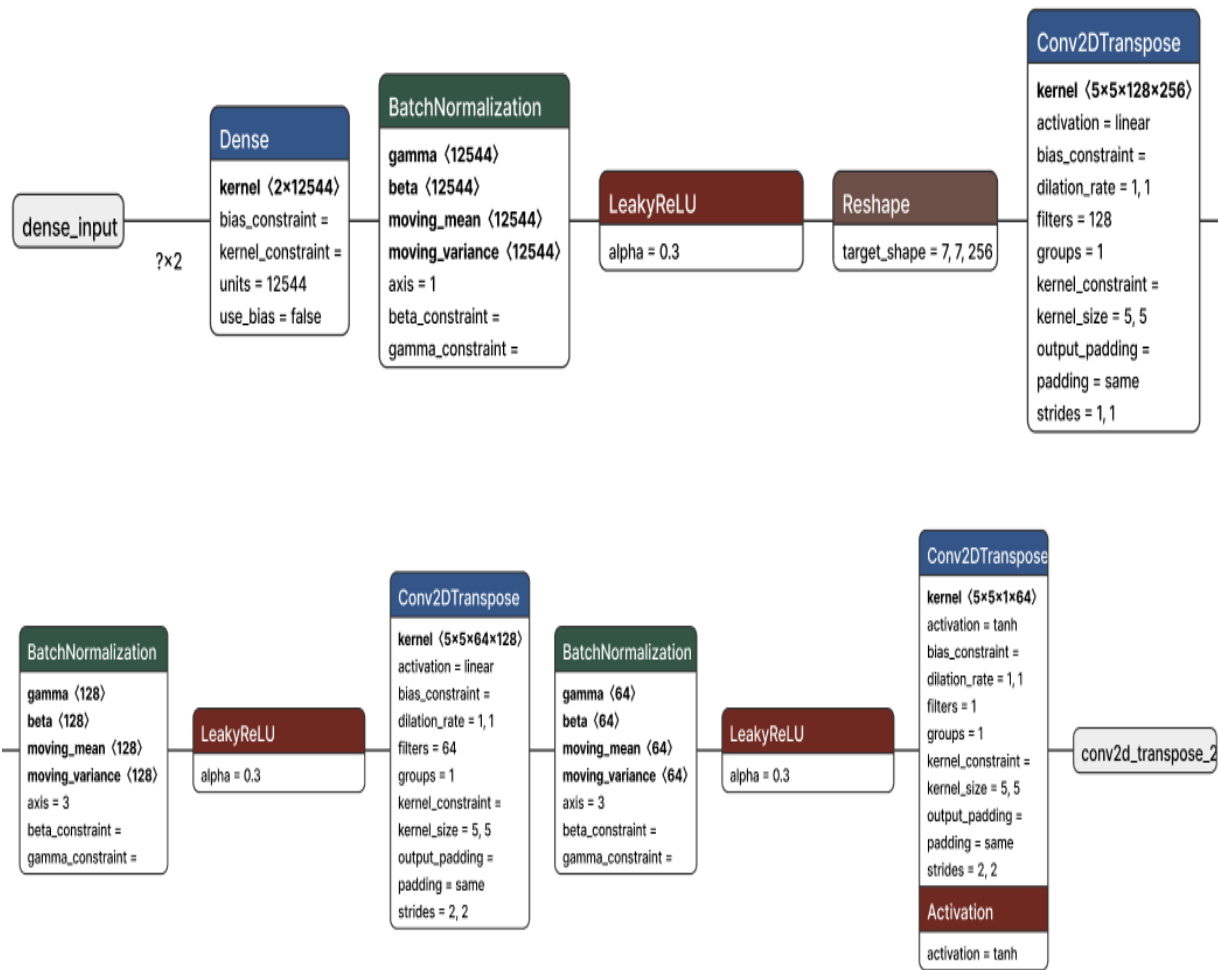 dense_input
?×2
Dense
kernel ⟨2×12544⟩
bias_constraint =
kernel_constraint =
units = 12544
use_bias = false
BatchNormalization
gamma ⟨12544⟩
beta ⟨12544⟩
moving_mean ⟨12544⟩
moving_variance ⟨12544⟩
axis = 1
beta_constraint =
gamma_constraint =
LeakyReLU
alpha = 0.3
Reshape
target_shape = 7, 7, 256
Conv2DTranspose
kernel ⟨5×5×128×256⟩
activation = linear
bias_constraint =
dilation_rate = 1, 1
filters = 128
groups = 1
kernel_constraint =
kernel_size = 5, 5
output_padding =
padding = same
strides = 1, 1
BatchNormalization
gamma ⟨128⟩
beta ⟨128⟩
moving_mean ⟨128⟩
moving_variance ⟨128⟩
axis = 3
beta_constraint =
gamma_constraint =
LeakyReLU
alpha = 0.3
Conv2DTranspose
kernel ⟨5×5×64×128⟩
activation = linear
bias_constraint =
dilation_rate = 1, 1
filters = 64
groups = 1
kernel_constraint =
kernel_size = 5, 5
output_padding =
padding = same
strides = 2, 2
BatchNormalization
gamma ⟨64⟩
beta ⟨64⟩
moving_mean ⟨64⟩
moving_variance ⟨64⟩
axis = 3
beta_constraint =
gamma_constraint =
LeakyReLU
alpha = 0.3
Conv2DTranspose
kernel ⟨5×5×1×64⟩
activation = tanh
bias_constraint =
dilation_rate = 1, 1
filters = 1
groups = 1
kernel_constraint =
kernel_size = 5, 5
output_padding =
padding = same
strides = 2, 2
Activation
activation = tanh
conv2d_transpose_2